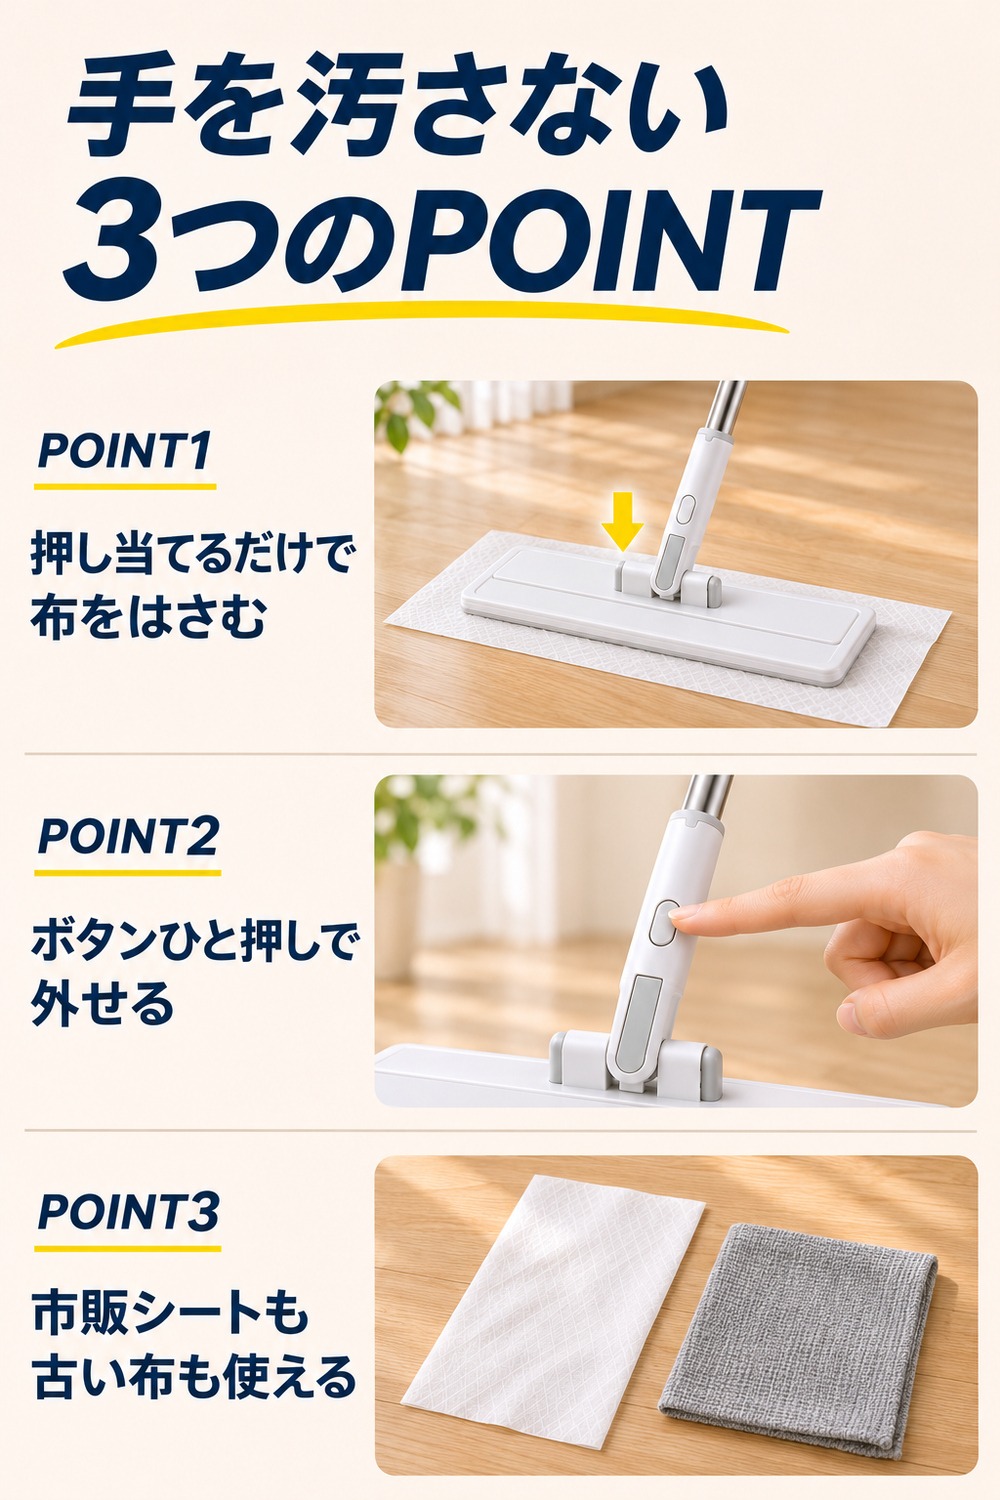 手を汚さない
3つのPOINT
POINT1
押し当てるだけで
布をはさむ
POINT2
ボタンひと押しで
外せる
POINT3
市販シートも
古い布も使える